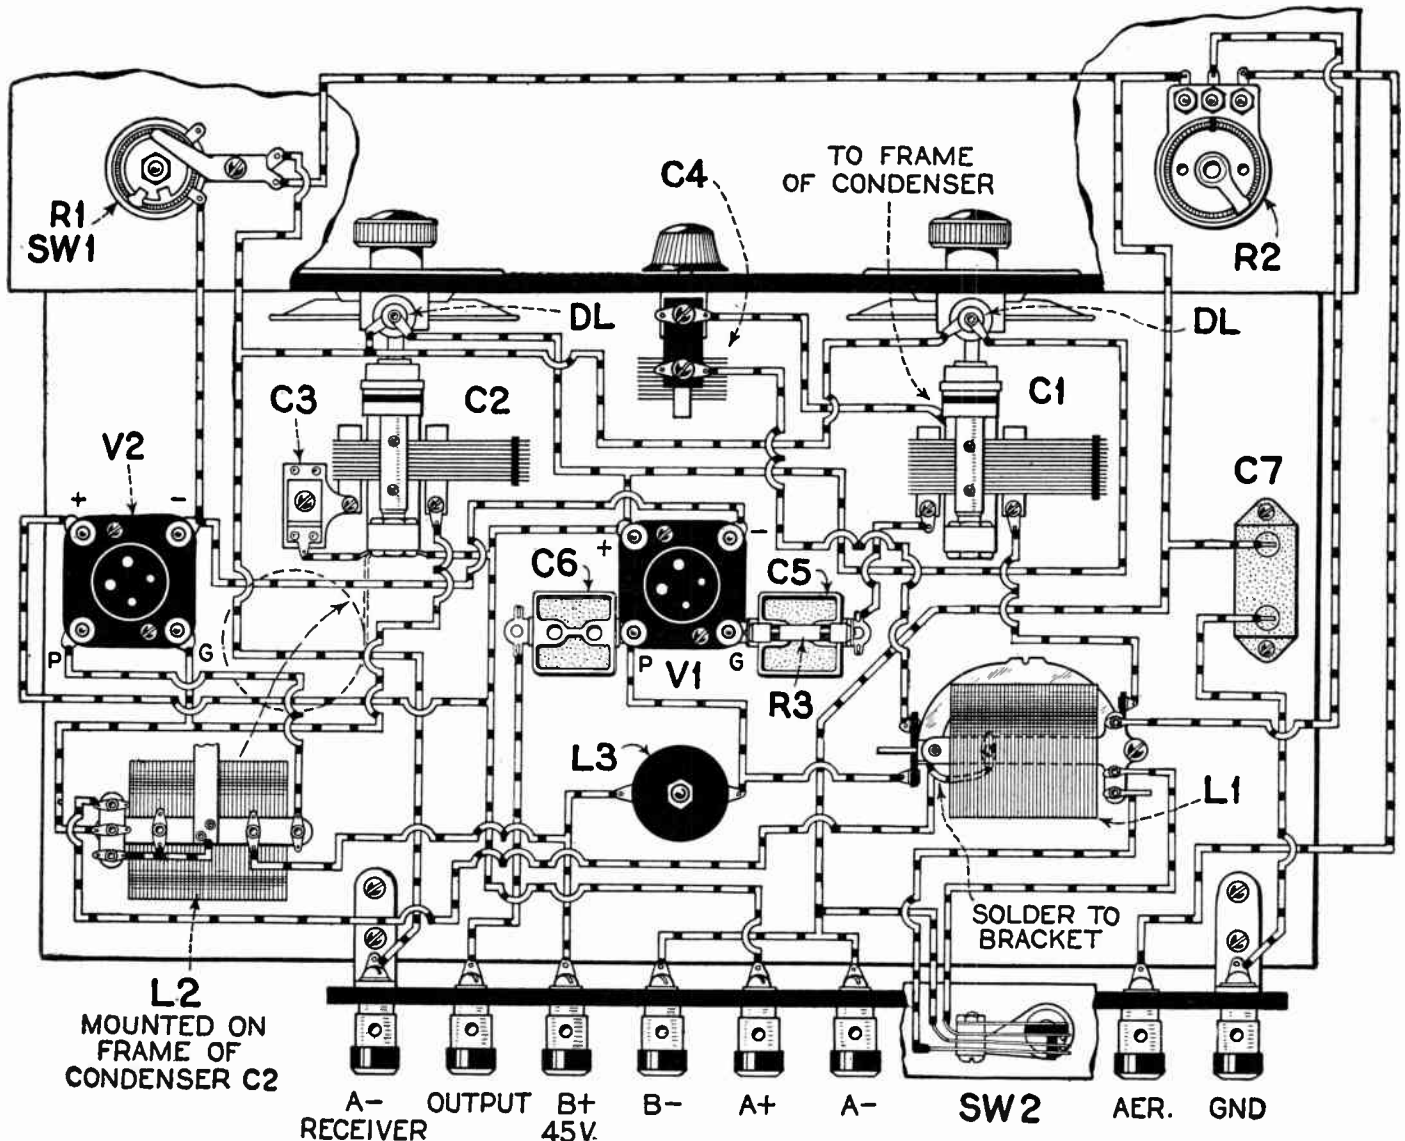 TO FRAME
OF CONDENSER
C4
R1
SW1
R2
DL
DL
C3
C2
C1
V2
C7
+
-
+
-
C6
C5
P
G
P
V1
G
R3
L3
L1
SOLDER TO
BRACKET
L2
MOUNTED ON
FRAME OF
CONDENSER C2
A-
RECEIVER
OUTPUT
B+
45V.
B-
A+
A-
SW2
AER.
GND